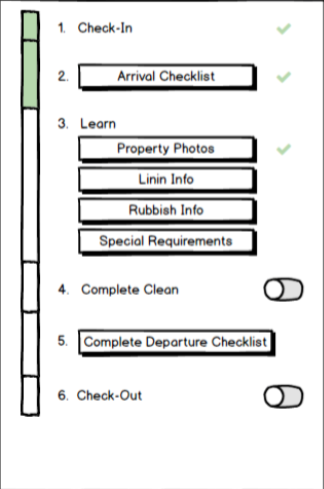 1. Check-In
2. Arrival Checklist
3. Learn
Property Photos
Linin Info
Rubbish Info
Special Requirements
4. Complete Clean
5. Complete Departure Checklist
6. Check-Out